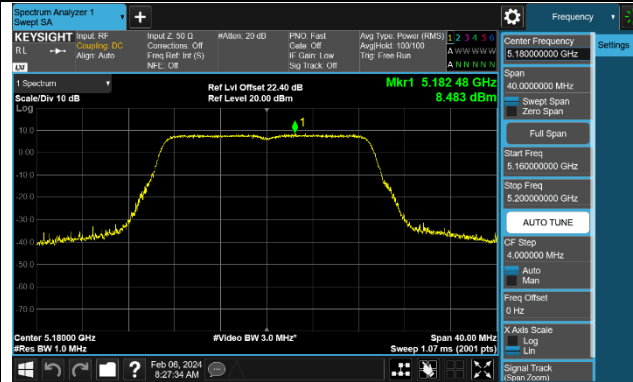 Spectrum Analyzer 1
Swept SA
+
Frequency
KEYSIGHT
Input: RF
Input Z: 50 Ω
#Atten: 20 dB
PNO: Fast
Avg Type: Power (RMS)
1 2 3 4 5 6
RL
Coupling: DC
Corrections: Off
Gate: Off
Avg|Hold: 100/100
A W W W W W
Align: Auto
Freq Ref: Int (S)
IF Gain: Low
Trig: Free Run
LXI
NFE: Off
Sig Track: Off
A N N N N N
1 Spectrum
Ref Lvl Offset 22.40 dB
Mkr1 5.182 48 GHz
Scale/Div 10 dB
Ref Level 20.00 dBm
8.483 dBm
Log
1
10.0
0.00
-10.0
-20.0
-30.0
-40.0
-50.0
-60.0
-70.0
Center 5.18000 GHz
#Video BW 3.0 MHz*
Span 40.00 MHz
#Res BW 1.0 MHz
Sweep 1.07 ms (2001 pts)
Feb 06, 2024
8:27:34 AM
?
Center Frequency
5.180000000 GHz
Settings
Span
40.0000000 MHz
Swept Span
Zero Span
Full Span
Start Freq
5.160000000 GHz
Stop Freq
5.200000000 GHz
AUTO TUNE
CF Step
4.000000 MHz
Auto
Man
Freq Offset
0 Hz
X Axis Scale
Log
Lin
Signal Track
(Span Zoom)